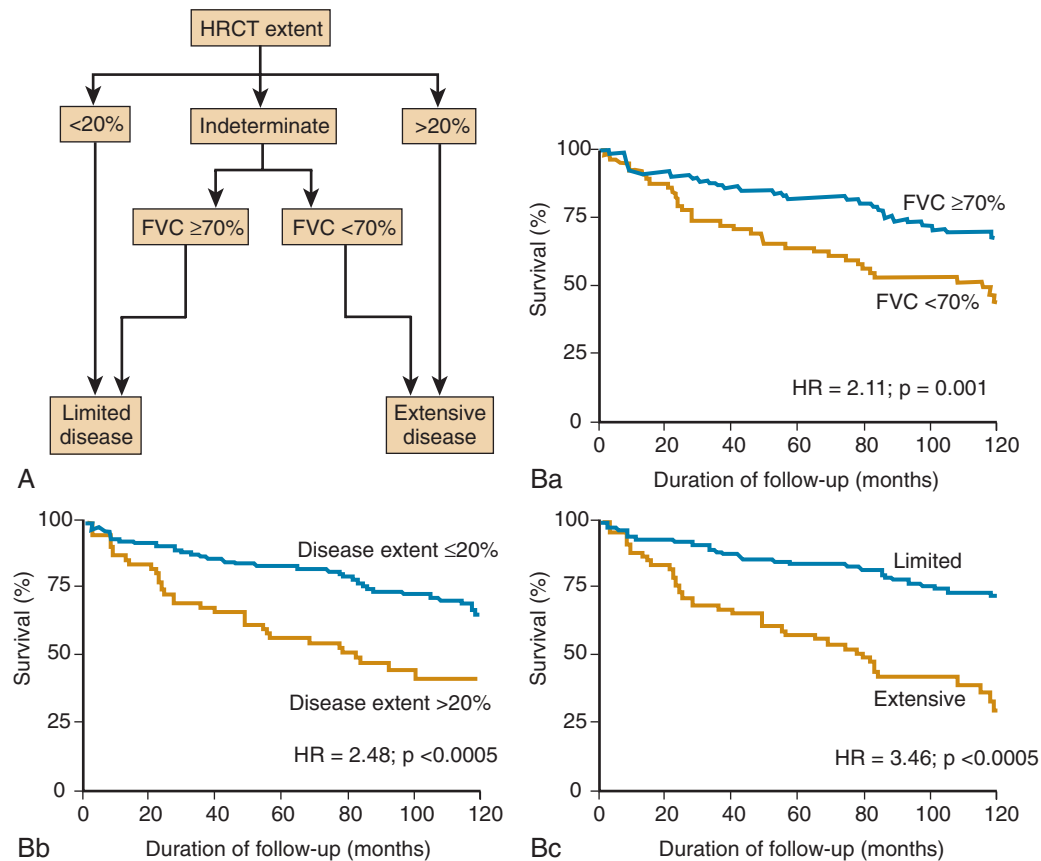 HRCT extent
<20%
Indeterminate
>20%
FVC ≥70%
FVC <70%
Limited
disease
Extensive
disease
A
100
75
50
25
0
Survival (%)
FVC ≥70%
FVC <70%
HR = 2.11; p = 0.001
0 20 40 60 80 100 120
Duration of follow-up (months)
Ba
100
75
50
25
0
Survival (%)
Disease extent ≤20%
Disease extent >20%
HR = 2.48; p <0.0005
0 20 40 60 80 100 120
Duration of follow-up (months)
Bb
100
75
50
25
0
Survival (%)
Limited
Extensive
HR = 3.46; p <0.0005
0 20 40 60 80 100 120
Duration of follow-up (months)
Bc